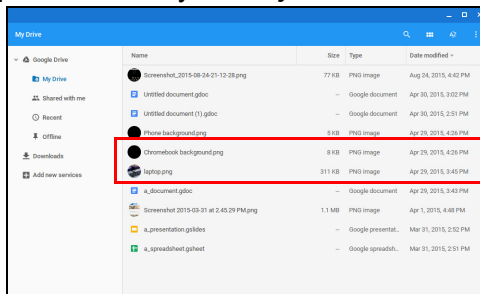 My Drive
Google Drive
My Drive
Shared with me
Recent
Offline
Downloads
Add new services
Name Size Type Date modified
Screenshot_2015-08-24-21-12-28.png 77 KB PNG image Aug 24, 2015, 4:42 PM
Untitled document.gdoc -- Google document Apr 30, 2015, 3:02 PM
Untitled document (1).gdoc -- Google document Apr 30, 2015, 2:51 PM
Phone background.png 5 KB PNG image Apr 29, 2015, 4:26 PM
Chromebook background.png 8 KB PNG image Apr 29, 2015, 4:26 PM
laptop.png 311 KB PNG image Apr 29, 2015, 3:45 PM
a_document.gdoc -- Google document Apr 29, 2015, 3:43 PM
Screenshot 2015-03-31 at 2.45.29 PM.png 1.1 MB PNG image Apr 1, 2015, 4:48 PM
a_presentation.gslides -- Google presentat... Mar 31, 2015, 2:52 PM
a_spreadsheet.gsheet -- Google spreadsh... Mar 31, 2015, 2:51 PM